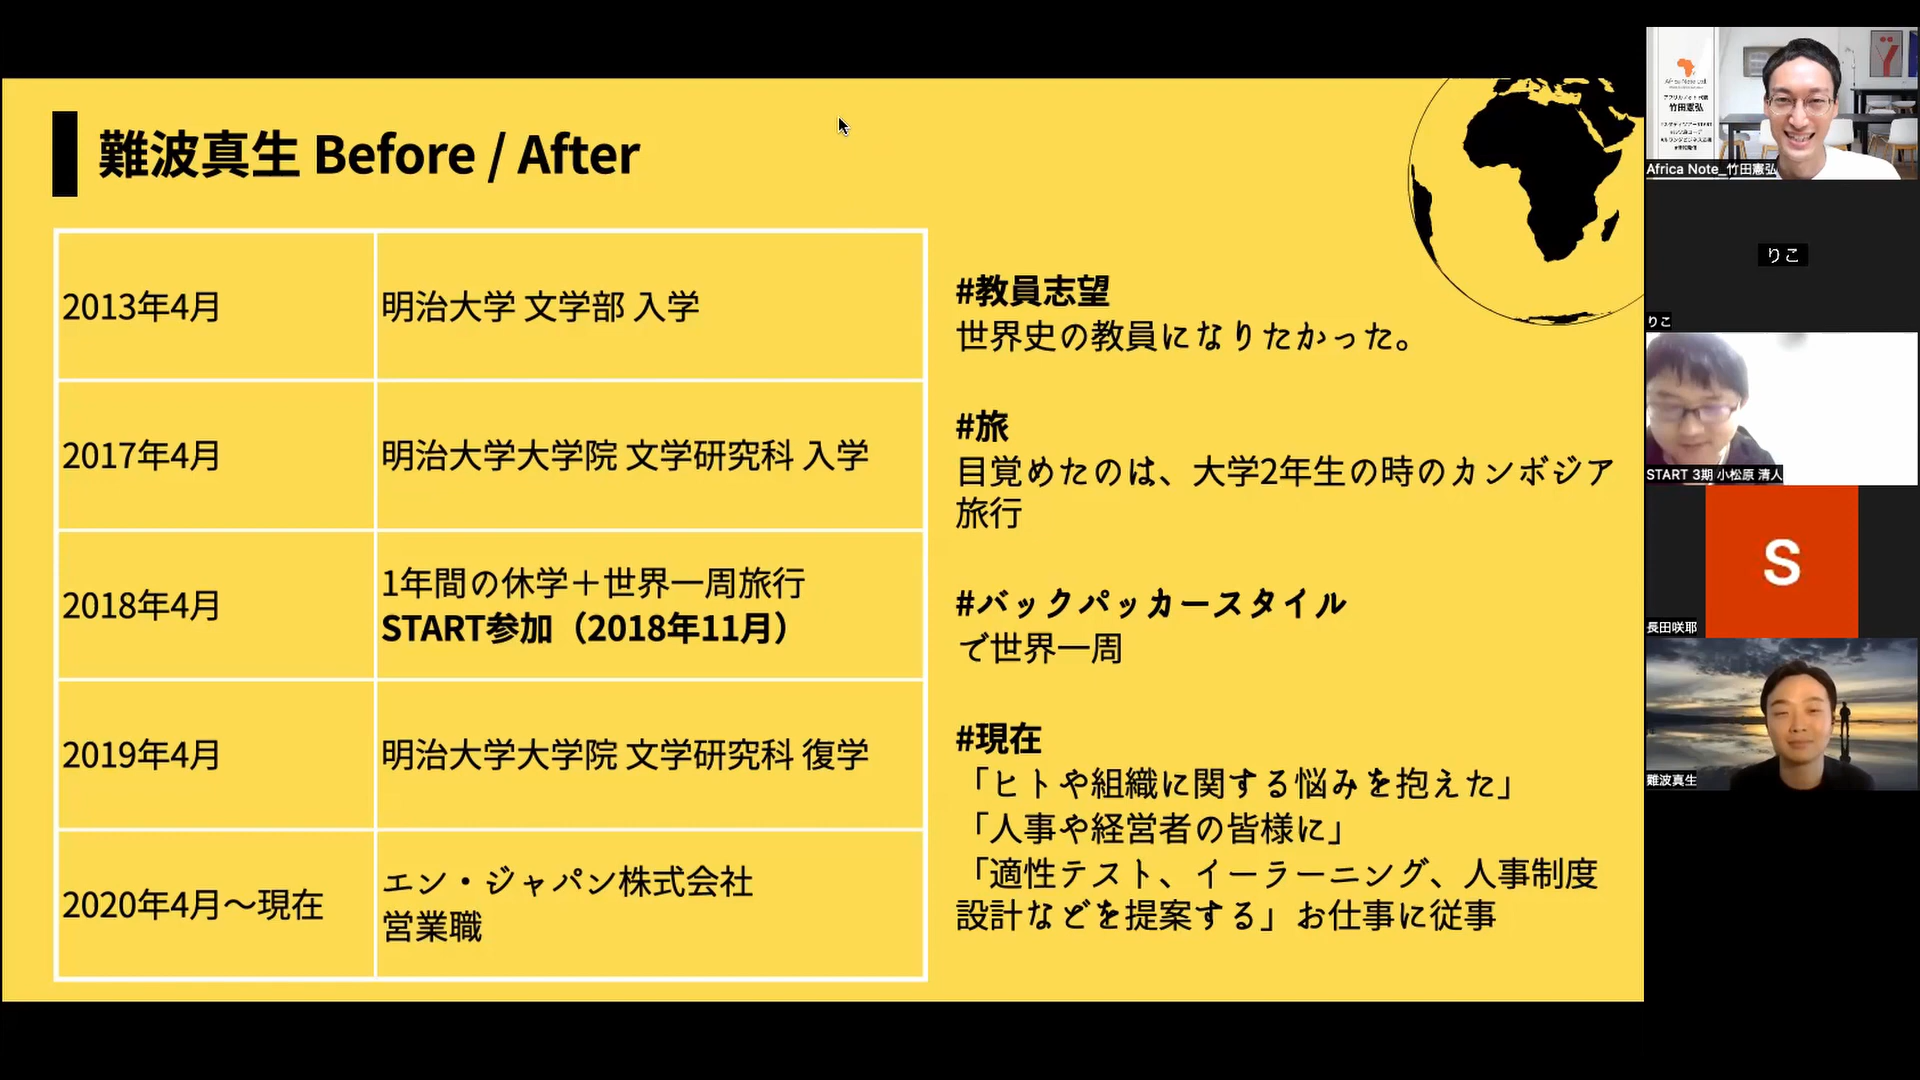 難波真生 Before / After
2013年4月
明治大学 文学部 入学
2017年4月
明治大学大学院 文学研究科 入学
2018年4月
1年間の休学＋世界一周旅行
START参加（2018年11月）
2019年4月
明治大学大学院 文学研究科 復学
2020年4月～現在
エン・ジャパン株式会社
営業職
#教員志望
世界史の教員になりたかった。
#旅
目覚めたのは、大学2年生の時のカンボジア
旅行
#バックパッカースタイル
で世界一周
#現在
「ヒトや組織に関する悩みを抱えた」
「人事や経営者の皆様に」
「適性テスト、イーラーニング、人事制度
設計などを提案する」お仕事に従事
竹田憲弘
Africa Note_竹田憲弘
りこ
りこ
START 3期 小松原 清人
S
長田咲耶
難波真生